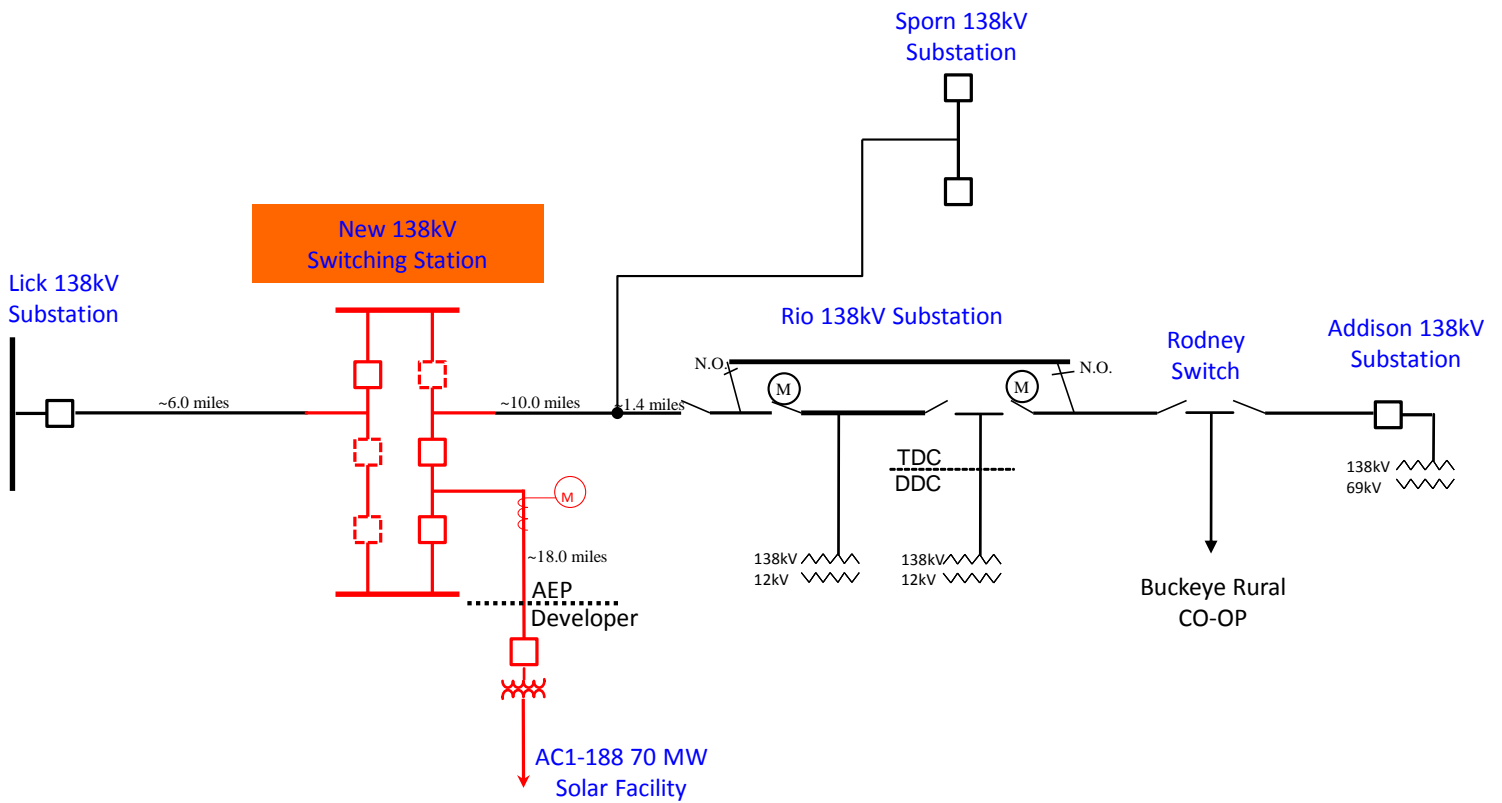 Sporn 138kV
Substation
New 138kV
Switching Station
Lick 138kV
Substation
Rio 138kV Substation
Rodney
Switch
Addison 138kV
Substation
N.O.
N.O.
M
M
~6.0 miles
~10.0 miles
~1.4 miles
TDC
DDC
138kV
69kV
M
~18.0 miles
138kV
12kV
138kV
12kV
AEP
Developer
Buckeye Rural
CO-OP
AC1-188 70 MW
Solar Facility